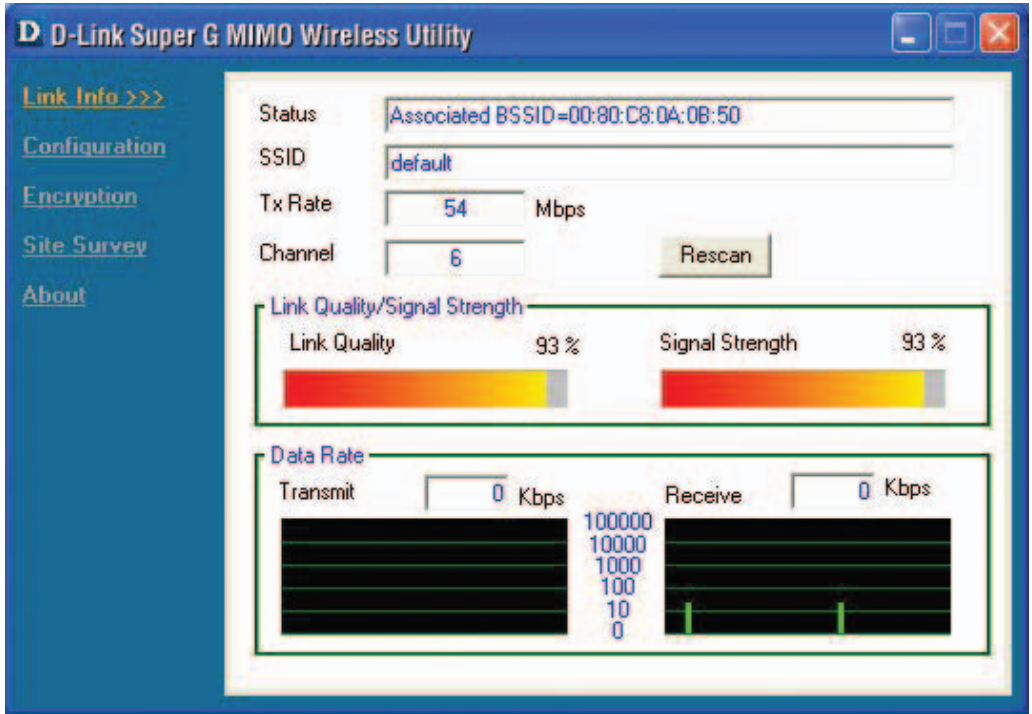 D D-Link Super G MIMO Wireless Utility
Link Info >>>
Configuration
Encryption
Site Survey
About
Status Associated BSSID=00:80:C8:0A:0B:50
SSID default
Tx Rate 54 Mbps
Channel 6 Rescan
Link Quality/Signal Strength
Link Quality 93 % Signal Strength 93 %
Data Rate
Transmit 0 Kbps Receive 0 Kbps
100000
10000
1000
100
10
0